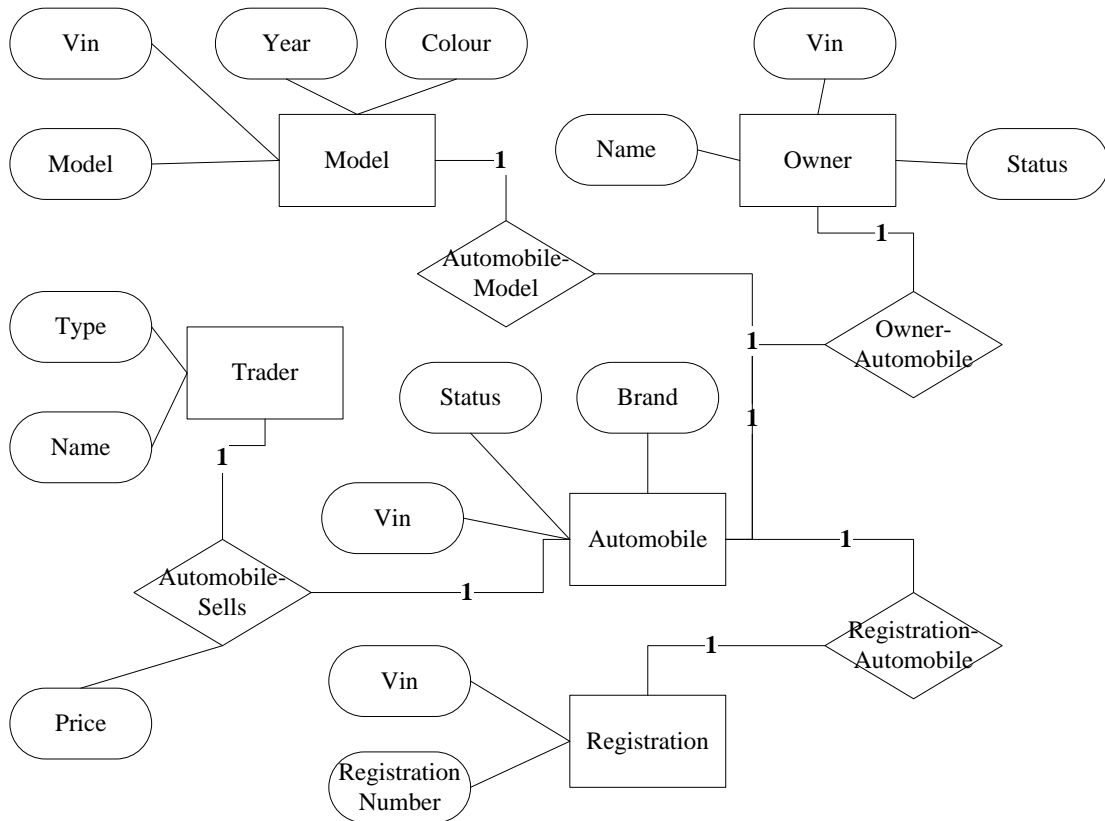 Vin
Year
Colour
Vin
Model
Model
1
Name
Owner
Status
1
Automobile-
Model
Type
Trader
1
Owner-
Automobile
Status
Brand
1
Name
1
Vin
Automobile
1
Automobile-
Sells
1
Registration-
Automobile
1
Vin
Price
Registration
Registration
Number